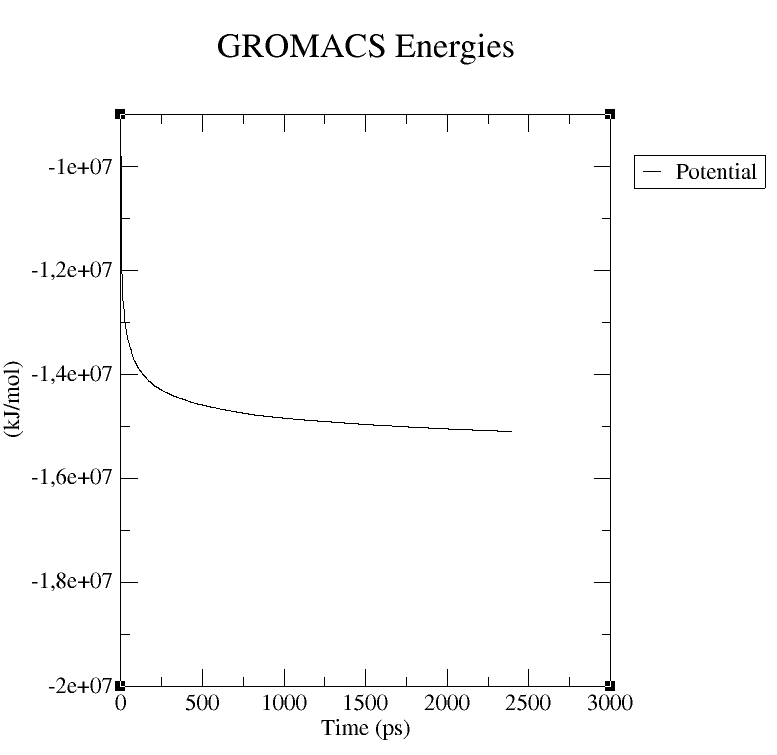 GROMACS Energies
-1e+07
Potential
-1,2e+07
-1,4e+07
(kJ/mol)
-1,6e+07
-1,8e+07
-2e+07
0 500 1000 1500 2000 2500 3000
Time (ps)